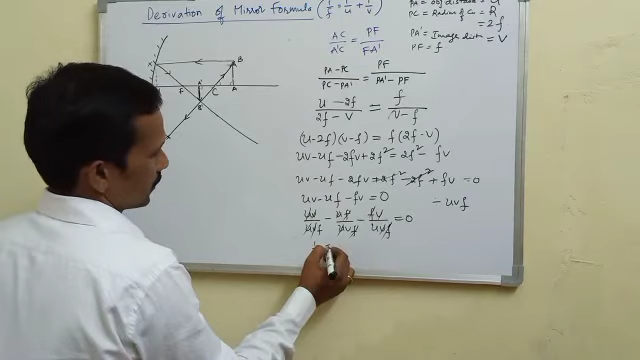 Derivation of Mirror Formula (1/f = 1/u + 1/v)
PA = obj distance = u
PC = Radius of Cu = R
= 2f
PA' = Image distn = V
PF = f
AC/A'C = PF/FA'
PA - PC/PC - PA' = PF/PA' - PF
u - 2f/2f - v = f/v - f
(u-2f)(v-f) = f(2f-v)
uv - uf - 2fv + 2f² = 2f² - fv
uv - uf - 2fv + 2f² - 2f² + fv = 0
uv - uf - fv = 0
- uvf
uv/uvf - uf/uvf - fv/uvf = 0
X
B
F
A'
C
A
B'